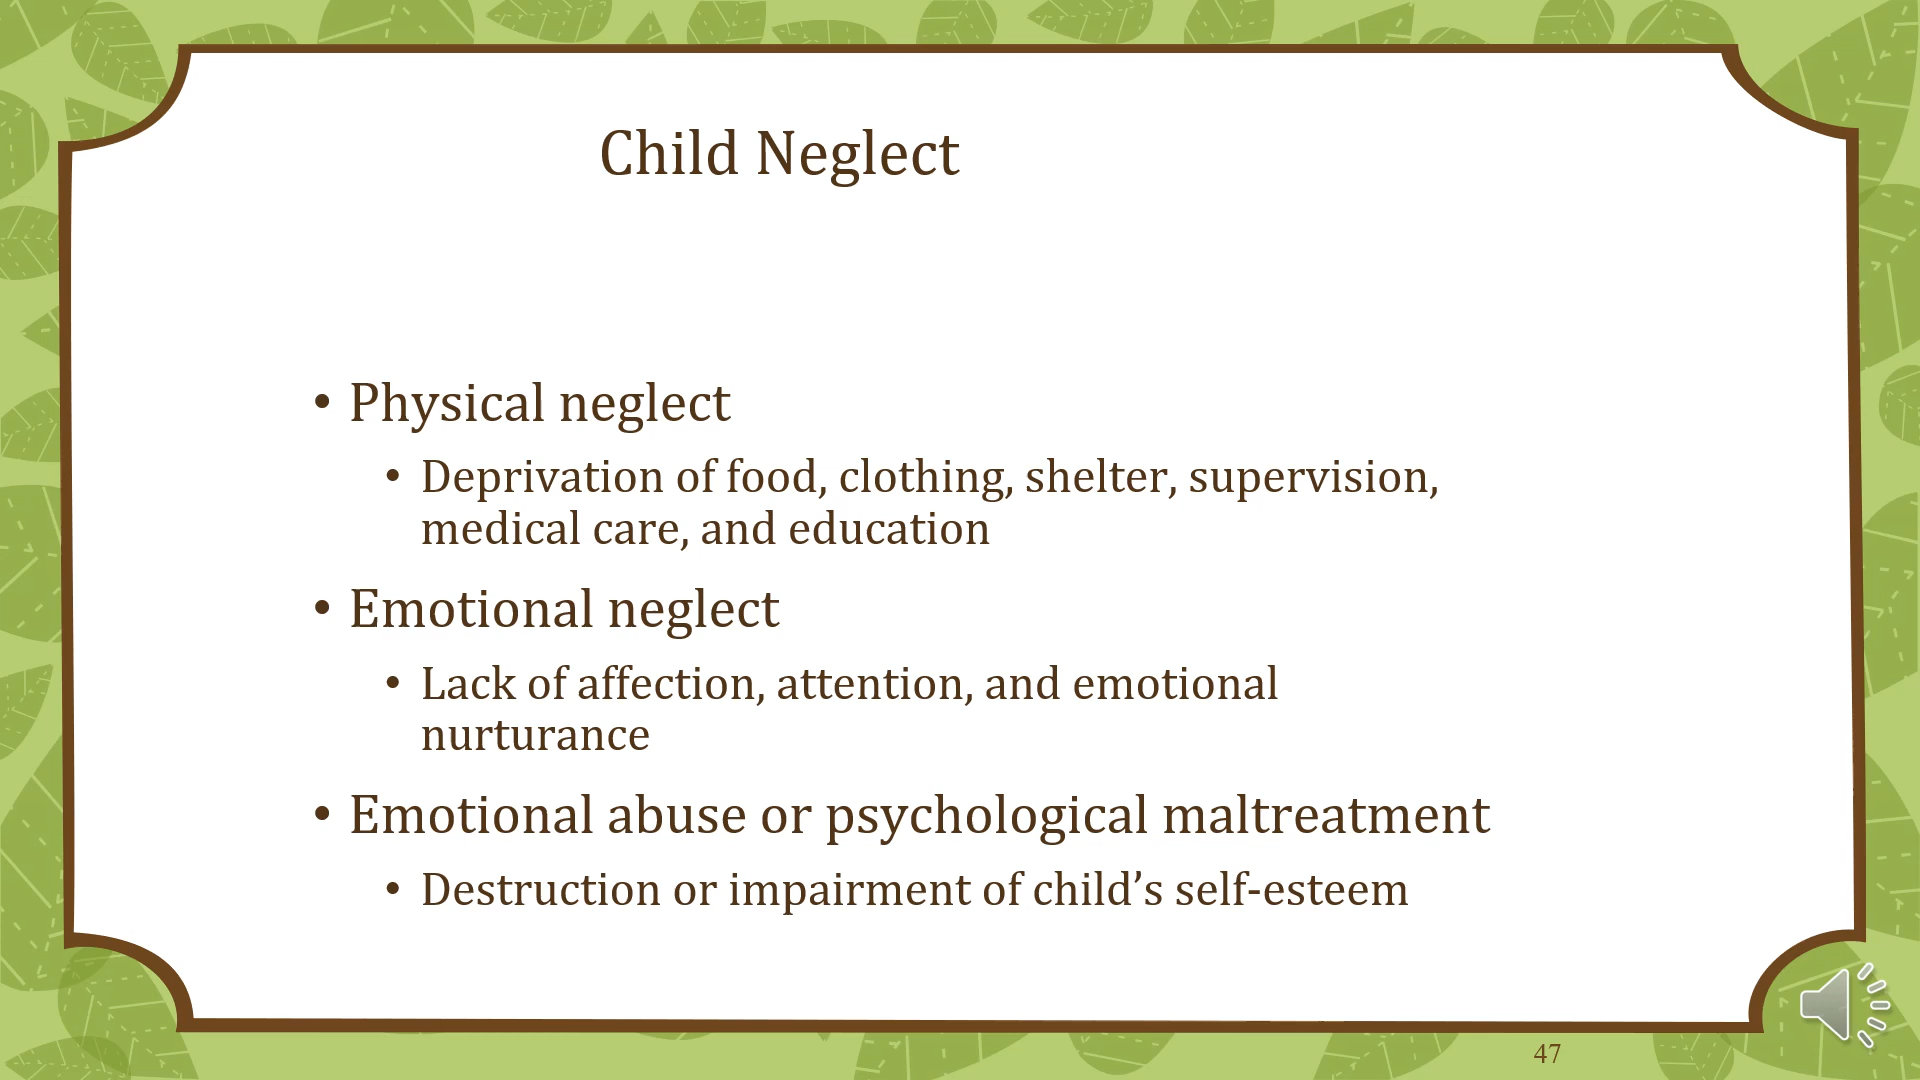 Child Neglect
• Physical neglect
• Deprivation of food, clothing, shelter, supervision,
medical care, and education
• Emotional neglect
• Lack of affection, attention, and emotional
nurturance
• Emotional abuse or psychological maltreatment
• Destruction or impairment of child’s self-esteem
47